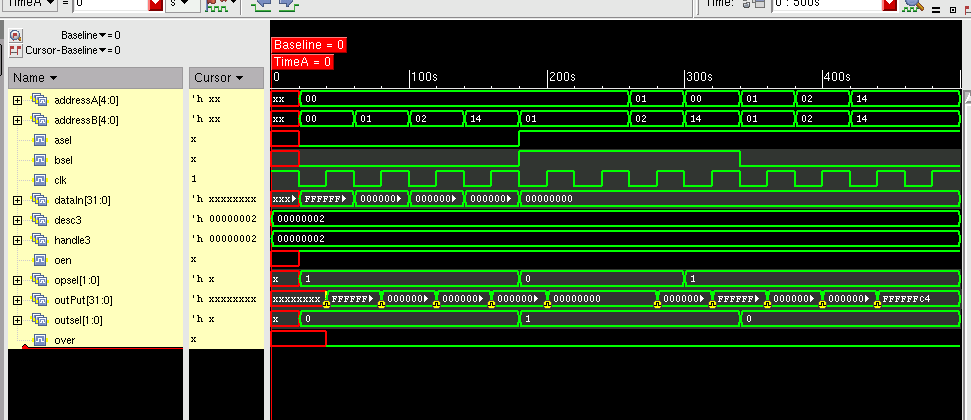 TimeA = 0 s Time: 0 : 500s
Baseline = 0
Cursor-Baseline = 0
Baseline = 0
TimeA = 0
Name Cursor 0 100s 200s 300s 400s
addressA[4:0] 'h xx xx 00 01 00 01 02 14
addressB[4:0] 'h xx xx 00 01 02 14 01 02 14 01 02 14
asel x
bsel x
clk 1
dataIn[31:0] 'h xxxxxxxx xxx FFFFFF 000000 000000 000000 00000000
desc3 'h 00000002 00000002
handle3 'h 00000002 00000002
oen x
opsel[1:0] 'h x x 1 0 1
outPut[31:0] 'h xxxxxxxx xxxxxxxx FFFFFF 000000 000000 000000 00000000 000000 FFFFFF 000000 000000 FFFFFFC4
outsel[1:0] 'h x x 0 1 0
over x